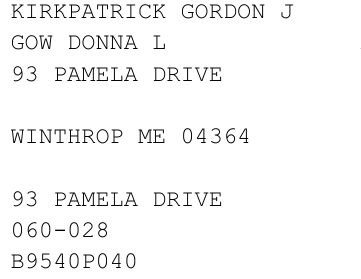 KIRKPATRICK GORDON J
GOW DONNA L
93 PAMELA DRIVE
WINTHROP ME 04364
93 PAMELA DRIVE
060-028
B9540P040